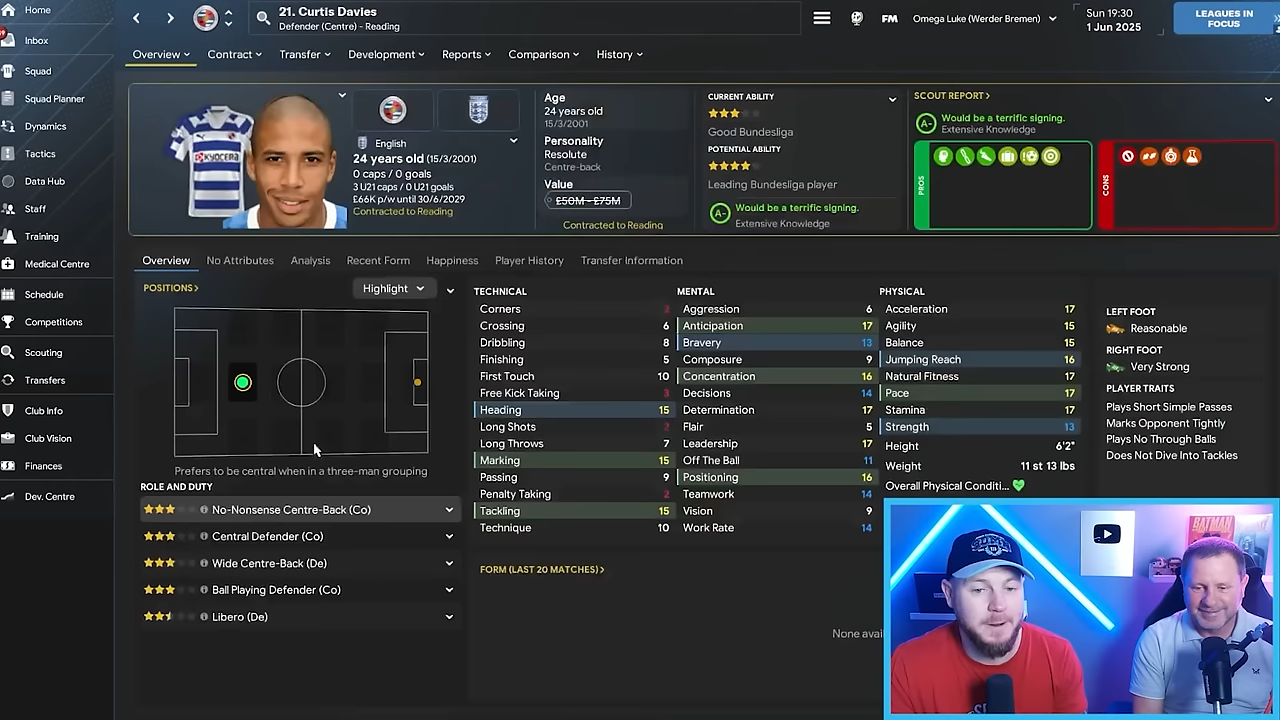 Home
Inbox
Squad
Squad Planner
Dynamics
Tactics
Data Hub
Staff
Training
Medical Centre
Schedule
Competitions
Scouting
Transfers
Club Info
Club Vision
Finances
Dev. Centre
21. Curtis Davies
Defender (Centre) - Reading
FM
Omega Luke (Werder Bremen)
Sun 19:30
1 Jun 2025
LEAGUES IN
FOCUS
Overview
Contract
Transfer
Development
Reports
Comparison
History
KYOCERA
English
24 years old (15/3/2001)
0 caps / 0 goals
3 U21 caps / 0 U21 goals
£66K p/w until 30/6/2029
Contracted to Reading
Age
24 years old
15/3/2001
Personality
Resolute
Centre-back
Value
£50M - £75M
Contracted to Reading
CURRENT ABILITY
Good Bundesliga
POTENTIAL ABILITY
Leading Bundesliga player
A- Would be a terrific signing.
Extensive Knowledge
SCOUT REPORT >
A- Would be a terrific signing.
Extensive Knowledge
PROS
CONS
Overview
No Attributes
Analysis
Recent Form
Happiness
Player History
Transfer Information
POSITIONS >
Highlight
Prefers to be central when in a three-man grouping
ROLE AND DUTY
No-Nonsense Centre-Back (Co)
Central Defender (Co)
Wide Centre-Back (De)
Ball Playing Defender (Co)
Libero (De)
TECHNICAL
Corners 2
Crossing 6
Dribbling 8
Finishing 5
First Touch 10
Free Kick Taking 3
Heading 15
Long Shots 2
Long Throws 7
Marking 15
Passing 9
Penalty Taking 2
Tackling 15
Technique 10
FORM (LAST 20 MATCHES) >
MENTAL
Aggression 6
Anticipation 17
Bravery 13
Composure 9
Concentration 16
Decisions 14
Determination 17
Flair 5
Leadership 17
Off The Ball 11
Positioning 16
Teamwork 14
Vision 9
Work Rate 14
None avai
PHYSICAL
Acceleration 17
Agility 15
Balance 15
Jumping Reach 16
Natural Fitness 17
Pace 17
Stamina 17
Strength 13
Height 6'2"
Weight 11 st 13 lbs
Overall Physical Conditi...
LEFT FOOT
Reasonable
RIGHT FOOT
Very Strong
PLAYER TRAITS
Plays Short Simple Passes
Marks Opponent Tightly
Plays No Through Balls
Does Not Dive Into Tackles
BATMAN